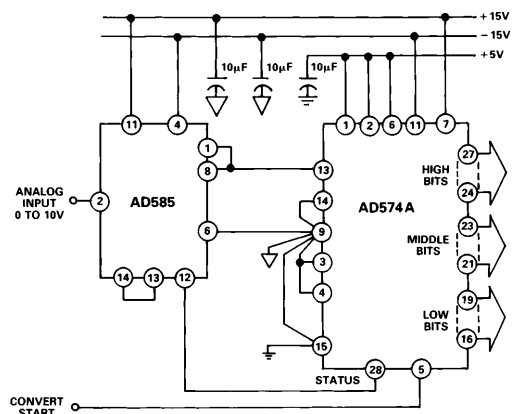 +15V
−15V
+5V
10μF 10μF 10μF
11 4 1 2 6 11 7
1
8
13
27
HIGH BITS
24
ANALOG INPUT 0 TO 10V
2
AD585
14
AD574A
6
9
23
MIDDLE BITS
21
3
4
14 13 12
19
LOW BITS
16
15
STATUS
28 5
CONVERT START